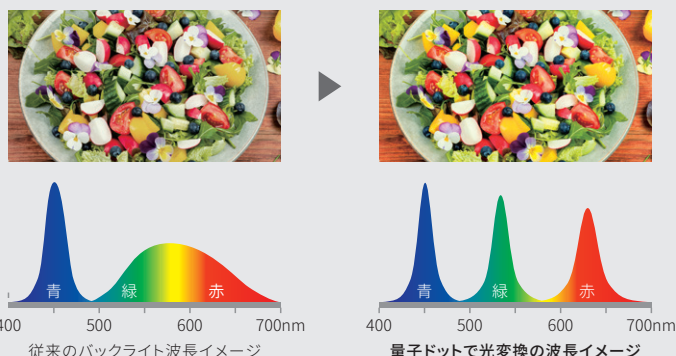 青 緑 赤
400 500 600 700nm
従来のバックライト波長イメージ
青 緑 赤
400 500 600 700nm
量子ドットで光変換の波長イメージ